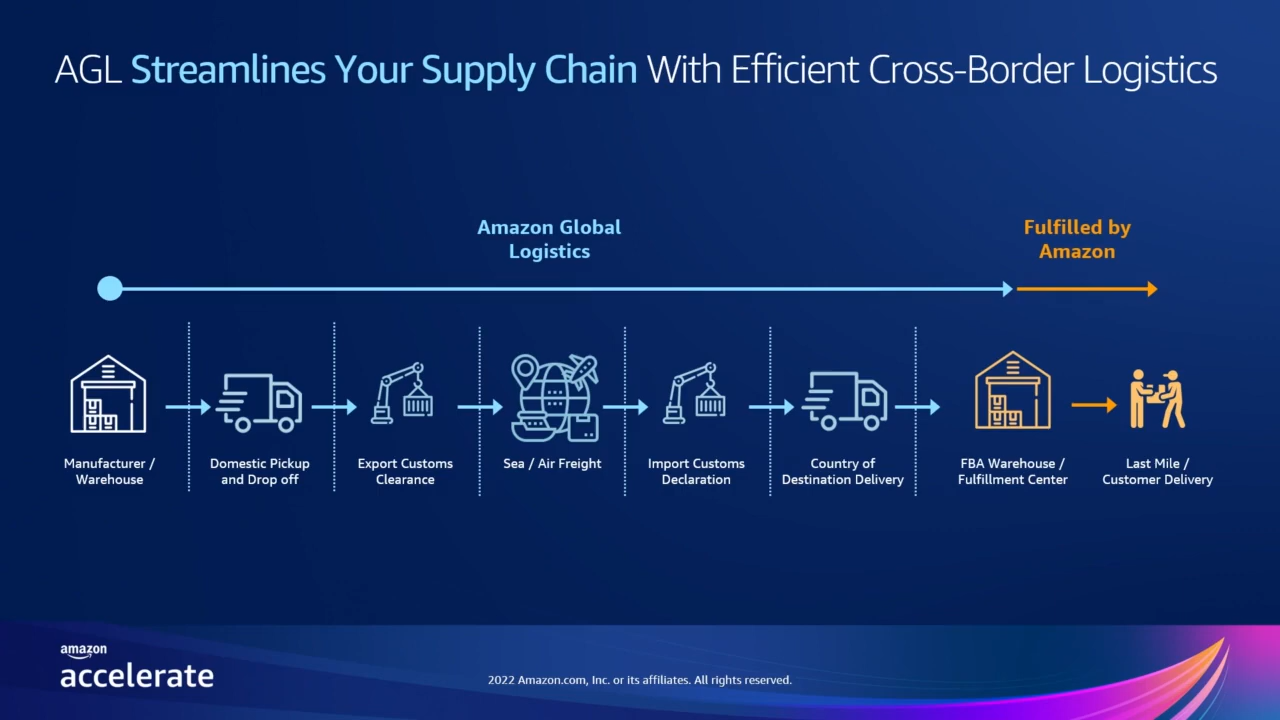 AGL Streamlines Your Supply Chain With Efficient Cross-Border Logistics
Amazon Global
Logistics
Fulfilled by
Amazon
Manufacturer /
Warehouse
Domestic Pickup
and Drop off
Export Customs
Clearance
Sea / Air Freight
Import Customs
Declaration
Country of
Destination Delivery
FBA Warehouse /
Fulfillment Center
Last Mile /
Customer Delivery
amazon
accelerate
2022 Amazon.com, Inc. or its affiliates. All rights reserved.